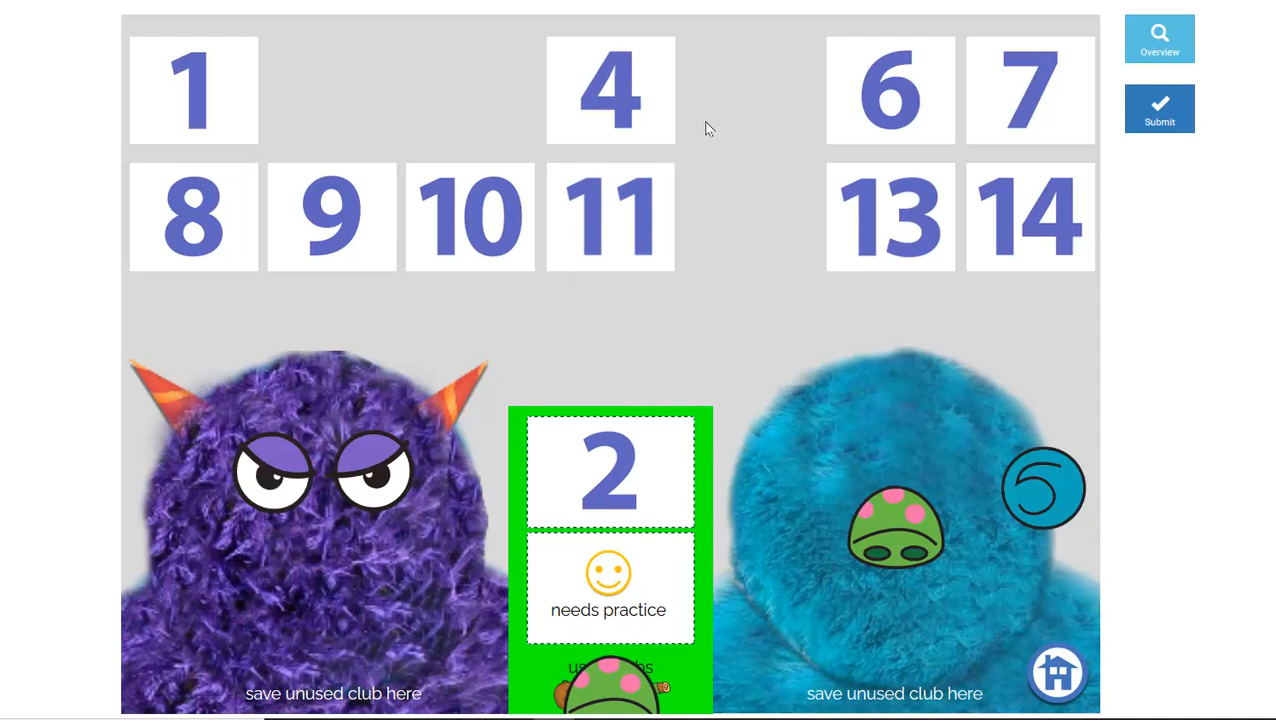 1 4 6 7
Overview
Submit
8 9 10 11 13 14
2
needs practice
save unused club here
save unused club here